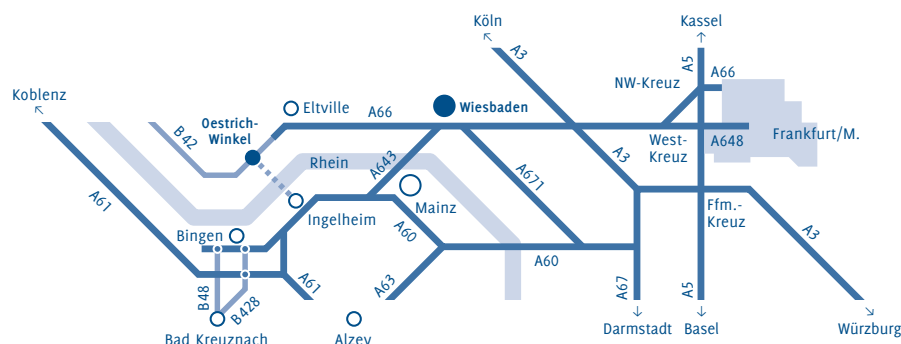 Köln
Kassel
A3
A5
NW-Kreuz
A66
Koblenz
Eltville
A66
Wiesbaden
Oestrich-
Winkel
B42
West-
Kreuz
A648
Frankfurt/M.
Rhein
A643
A3
A671
A61
Mainz
Ingelheim
Ffm.-
Kreuz
Bingen
A60
A3
A60
B48
B428
A61
A63
A67
A5
Bad Kreuznach
Alzey
Darmstadt
Basel
Würzburg